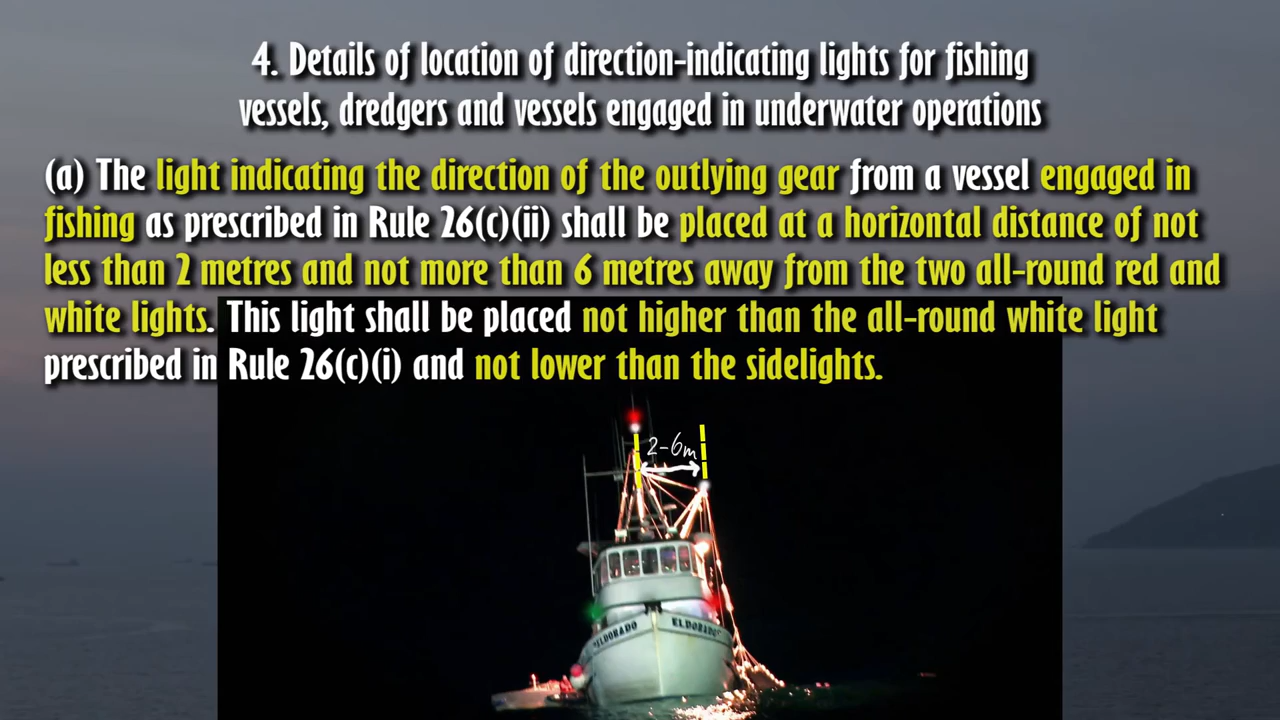 4. Details of location of direction-indicating lights for fishing
vessels, dredgers and vessels engaged in underwater operations
(a) The light indicating the direction of the outlying gear from a vessel engaged in
fishing as prescribed in Rule 26(c)(ii) shall be placed at a horizontal distance of not
less than 2 metres and not more than 6 metres away from the two all-round red and
white lights. This light shall be placed not higher than the all-round white light
prescribed in Rule 26(c)(i) and not lower than the sidelights.
2-6m
ELDORADO ELDORADO